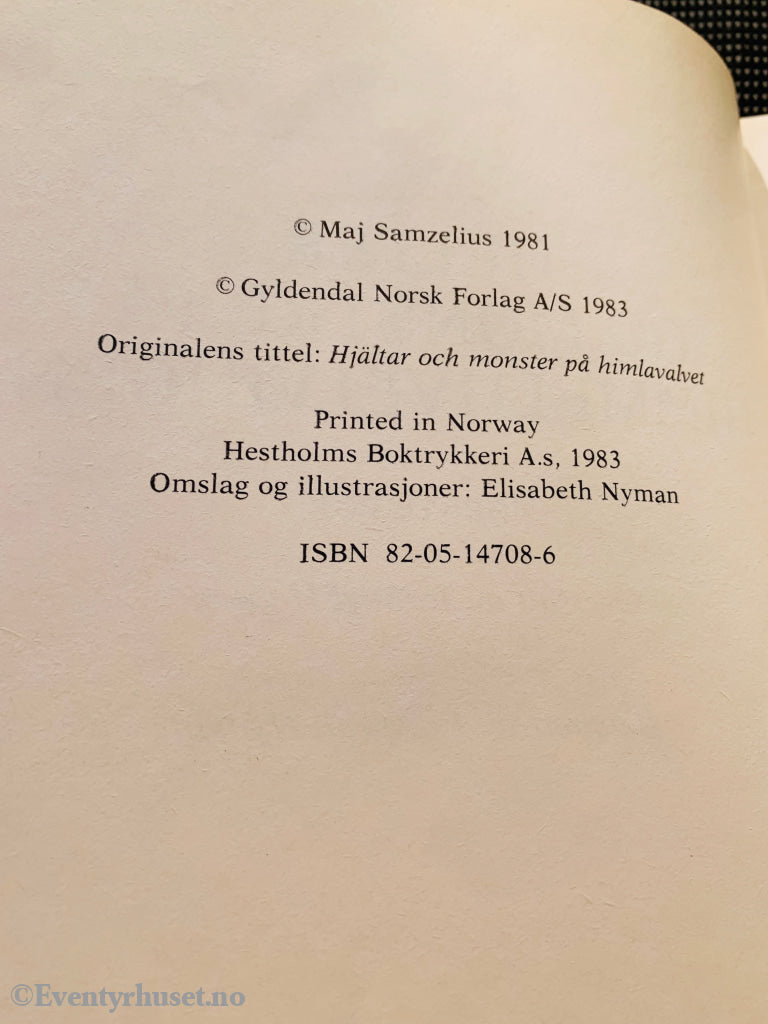 © Maj Samzelius 1981
© Gyldendal Norsk Forlag A/S 1983
Originalens tittel: Hjältar och monster på himlavalvet
Printed in Norway
Hestholms Boktrykkeri A.s, 1983
Omslag og illustrasjoner: Elisabeth Nyman
ISBN 82-05-14708-6
©Eventyrhuset.no